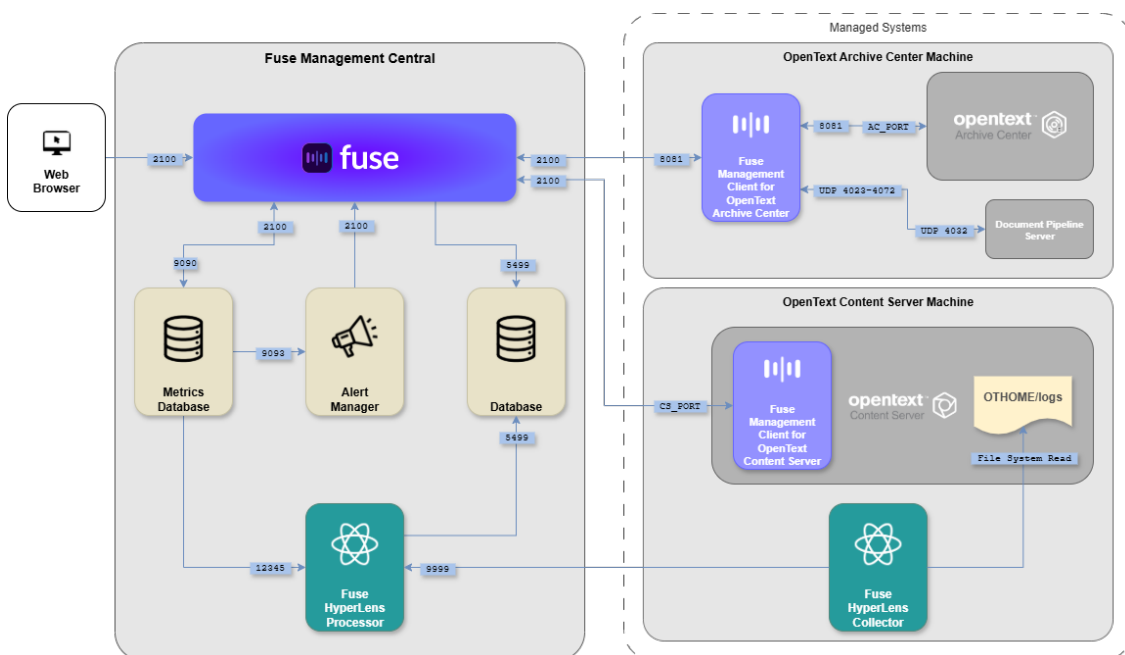 Managed Systems
Fuse Management Central
OpenText Archive Center Machine
Web
Browser
2100
fuse
2100
2100
8081
Fuse
Management
Client for
OpenText
Archive Center
8081
AC_PORT
opentext™
Archive Center
UDP 4023-4072
UDP 4032
Document Pipeline
Server
2100
2100
9090
5499
Metrics
Database
9093
Alert
Manager
Database
5499
OpenText Content Server Machine
CS_PORT
Fuse
Management
Client for
OpenText
Content Server
opentext™
Content Server
OTHOME/logs
File System Read
12345
Fuse
HyperLens
Processor
9999
Fuse
HyperLens
Collector